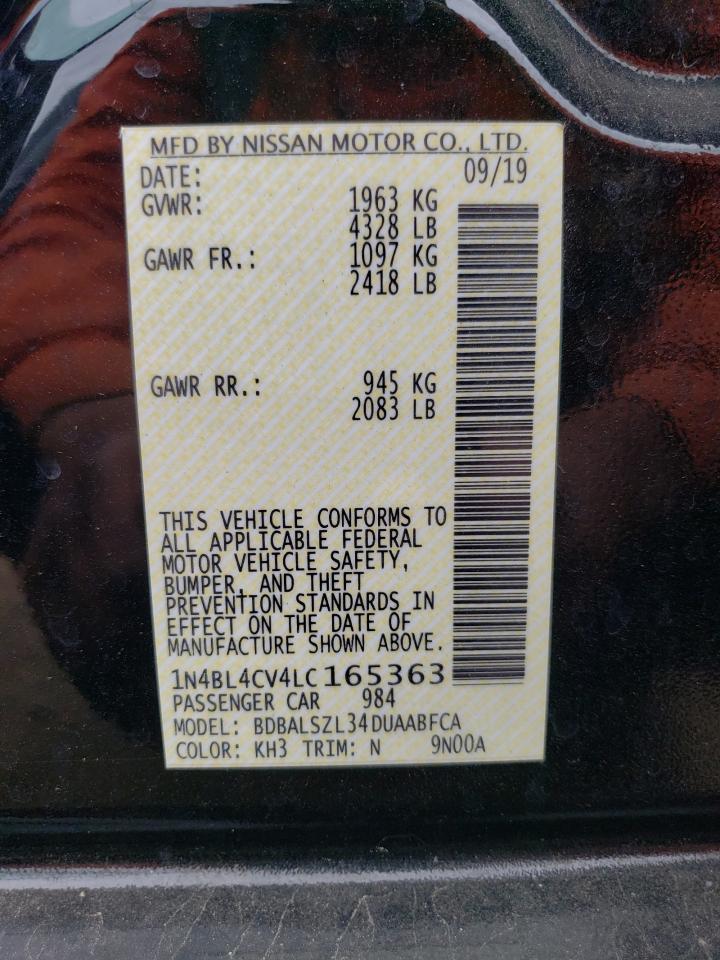 MFD BY NISSAN MOTOR CO., LTD.
DATE: 09/19
GVWR: 1963 KG
4328 LB
GAWR FR.: 1097 KG
2418 LB
GAWR RR.: 945 KG
2083 LB
THIS VEHICLE CONFORMS TO
ALL APPLICABLE FEDERAL
MOTOR VEHICLE SAFETY,
BUMPER, AND THEFT
PREVENTION STANDARDS IN
EFFECT ON THE DATE OF
MANUFACTURE SHOWN ABOVE.
1N4BL4CV4LC165363
PASSENGER CAR 984
MODEL: BDBALSZL34DUAABFCA
COLOR: KH3 TRIM: N 9N00A